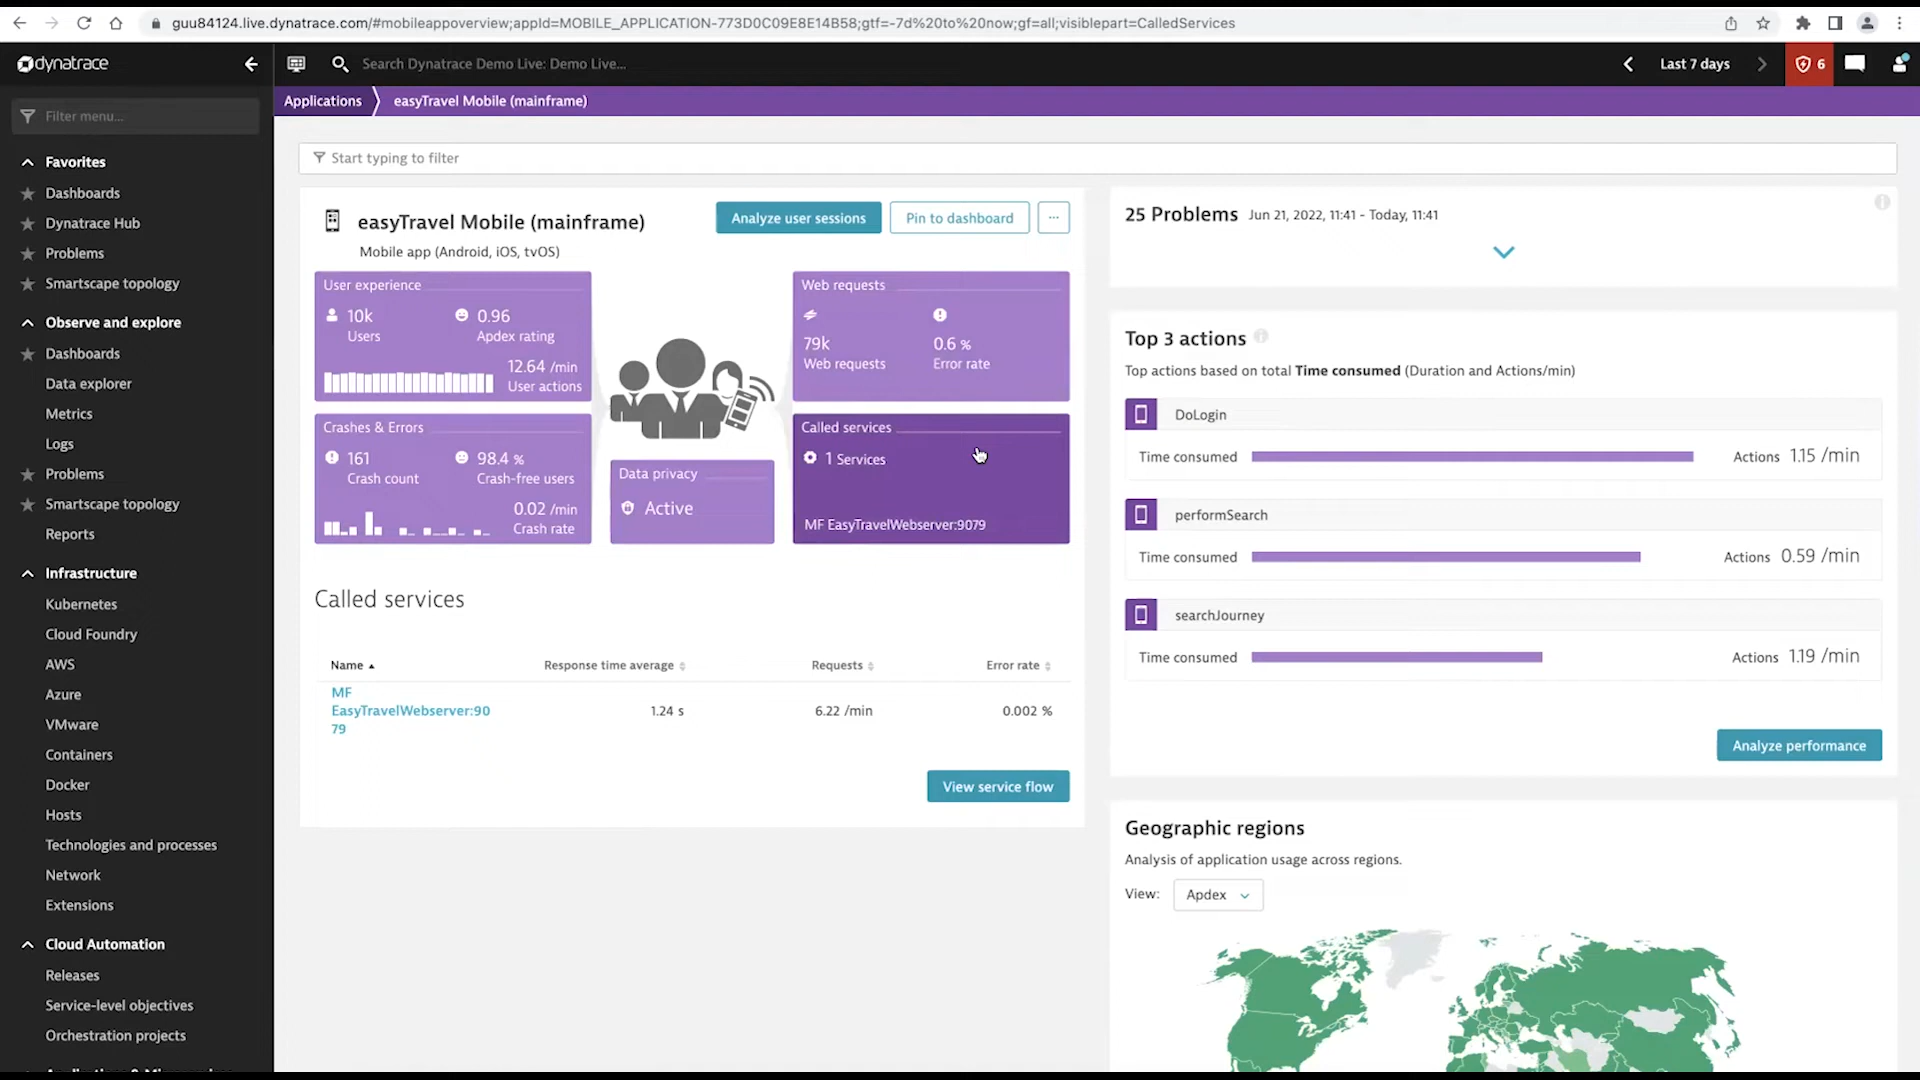 guu84124.live.dynatrace.com/#mobileappoverview;appId=MOBILE_APPLICATION-773D0C09E8E14B58;gtf=-7d%20to%20now;gf=all;visiblepart=CalledServices
dynatrace
Search Dynatrace Demo Live: Demo Live...
Last 7 days
6
Applications
easyTravel Mobile (mainframe)
Filter menu...
Favorites
Dashboards
Dynatrace Hub
Problems
Smartscape topology
Observe and explore
Dashboards
Data explorer
Metrics
Logs
Problems
Smartscape topology
Reports
Infrastructure
Kubernetes
Cloud Foundry
AWS
Azure
VMware
Containers
Docker
Hosts
Technologies and processes
Network
Extensions
Cloud Automation
Releases
Service-level objectives
Orchestration projects
Start typing to filter
easyTravel Mobile (mainframe)
Mobile app (Android, iOS, tvOS)
Analyze user sessions
Pin to dashboard
...
User experience
10k
Users
0.96
Apdex rating
12.64 /min
User actions
Crashes & Errors
161
Crash count
98.4 %
Crash-free users
0.02 /min
Crash rate
Data privacy
Active
Web requests
79k
Web requests
0.6 %
Error rate
Called services
1 Services
MF EasyTravelWebserver:9079
Called services
Name Response time average Requests Error rate
MF
EasyTravelWebserver:90
79
1.24 s 6.22 /min 0.002 %
View service flow
25 Problems Jun 21, 2022, 11:41 - Today, 11:41
Top 3 actions
Top actions based on total Time consumed (Duration and Actions/min)
DoLogin
Time consumed Actions 1.15 /min
performSearch
Time consumed Actions 0.59 /min
searchJourney
Time consumed Actions 1.19 /min
Analyze performance
Geographic regions
Analysis of application usage across regions.
View: Apdex